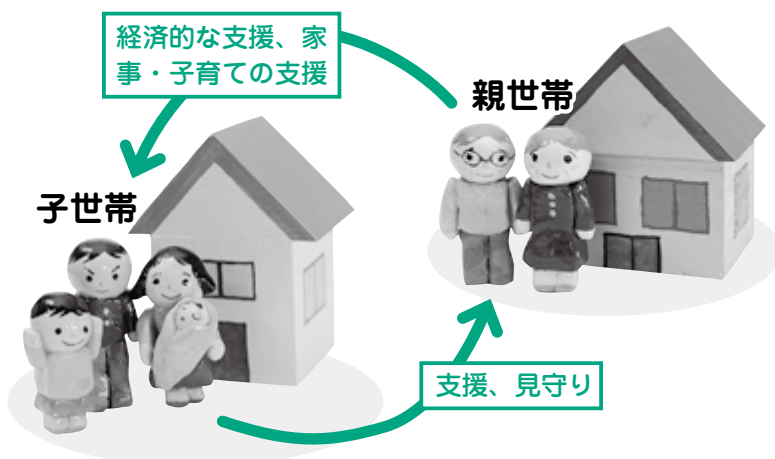 経済的な支援、家
事・子育ての支援
親世帯
子世帯
支援、見守り